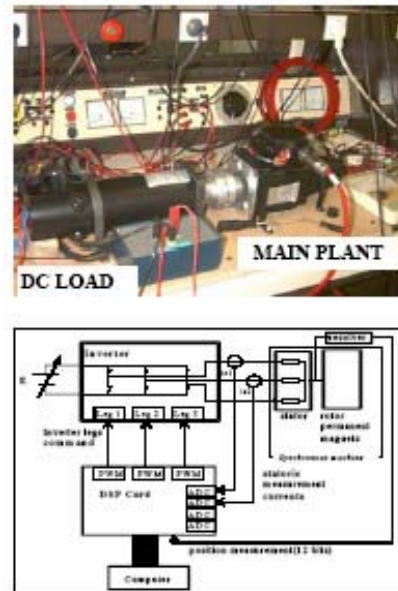 MAIN PLANT
DC LOAD
Inverter
Leg 1 Leg 2 Leg 3
Inverter legs
command
stator
rotor
permanent
magnets
Synchronous machine
PWM PWM PWM
DSP Card
ADC
ADC
ADC
ADC
statoric
measurement
currents
position measurement(12 bits)
Computer